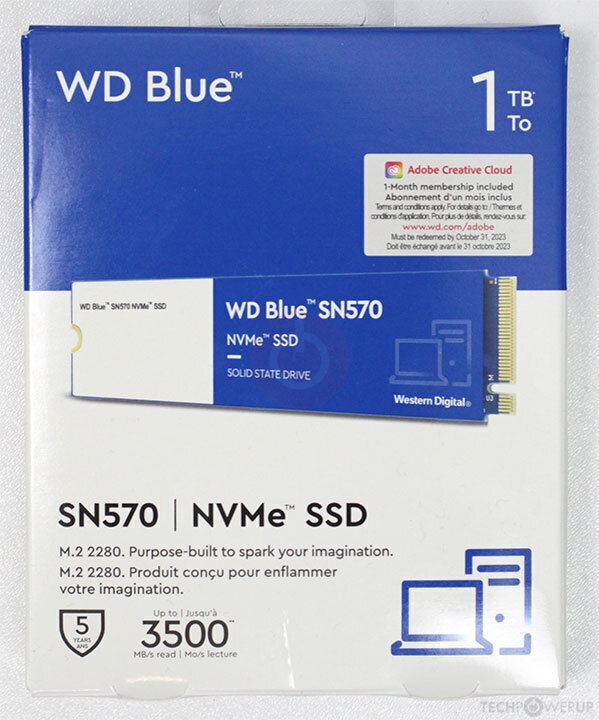 WD Blue™
1 TB*
To
Adobe Creative Cloud
1-Month membership included
Abonnement d'un mois inclus
Terms and conditions apply. For details go to: / Thermes et
conditions d'application. Pour plus de détails, rendez-vous sur:
www.wd.com/adobe
Must be redeemed by October 31, 2023
Doit être échangé avant le 31 octobre 2023
WD Blue™ SN570 NVMe™ SSD
WD Blue™ SN570
NVMe™ SSD
SOLID STATE DRIVE
Western Digital®
M
U3
SN570 | NVMe™ SSD
M.2 2280. Purpose-built to spark your imagination.
M.2 2280. Produit conçu pour enflammer
votre imagination.
5
YEARS
ANS
Up to | Jusqu'à
3500**
MB/s read | Mo/s lecture
TECHPOWERUP